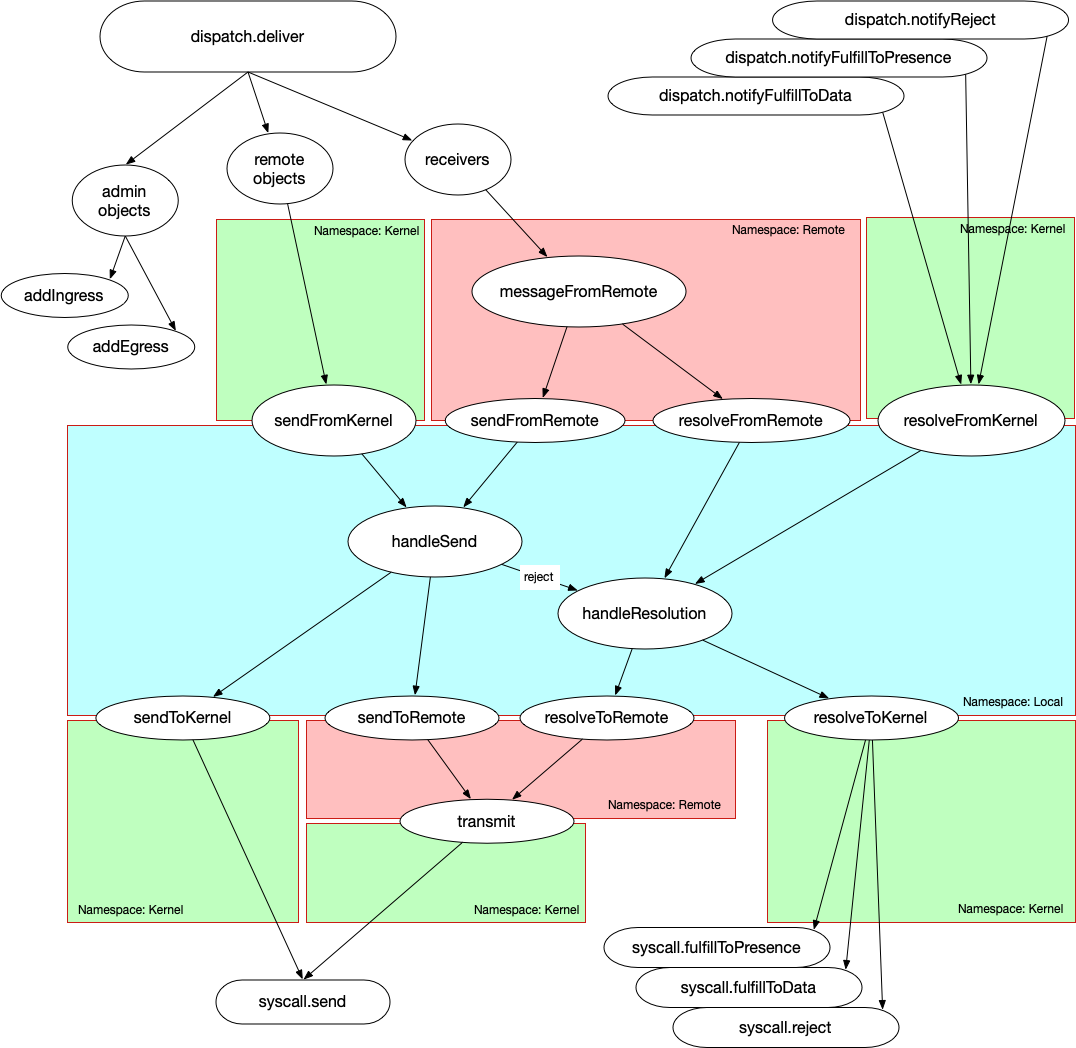 dispatch.deliver
dispatch.notifyReject
dispatch.notifyFulfillToPresence
dispatch.notifyFulfillToData
remote
objects
receivers
admin
objects
Namespace: Kernel
Namespace: Remote
Namespace: Kernel
addIngress
messageFromRemote
addEgress
sendFromKernel
sendFromRemote
resolveFromRemote
resolveFromKernel
handleSend
reject
handleResolution
Namespace: Local
sendToKernel
sendToRemote
resolveToRemote
resolveToKernel
Namespace: Remote
transmit
Namespace: Kernel
Namespace: Kernel
Namespace: Kernel
syscall.fulfillToPresence
syscall.fulfillToData
syscall.send
syscall.reject